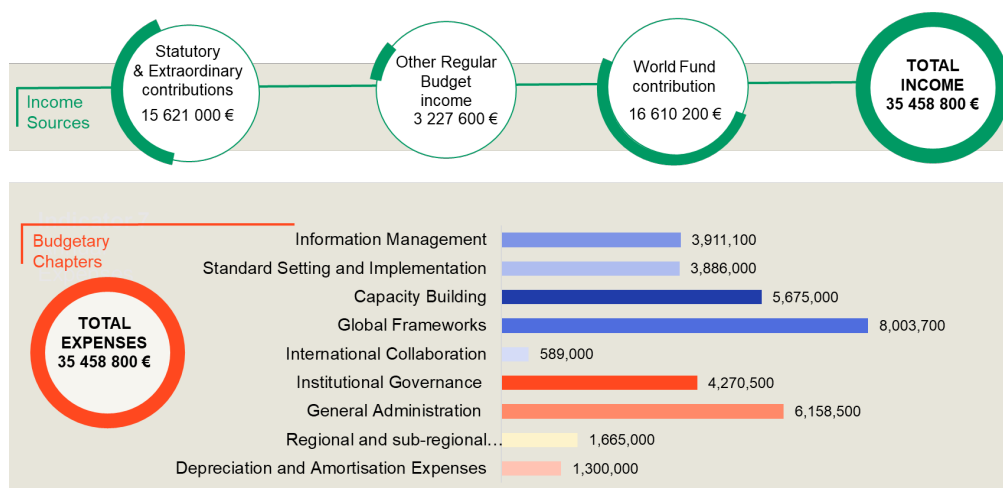 Income
Sources
Statutory
& Extraordinary
contributions
15 621 000 €
Other Regular
Budget
income
3 227 600 €
World Fund
contribution
16 610 200 €
TOTAL
INCOME
35 458 800 €
Budgetary
Chapters
TOTAL
EXPENSES
35 458 800 €
Information Management 3,911,100
Standard Setting and Implementation 3,886,000
Capacity Building 5,675,000
Global Frameworks 8,003,700
International Collaboration 589,000
Institutional Governance 4,270,500
General Administration 6,158,500
Regional and sub-regional... 1,665,000
Depreciation and Amortisation Expenses 1,300,000